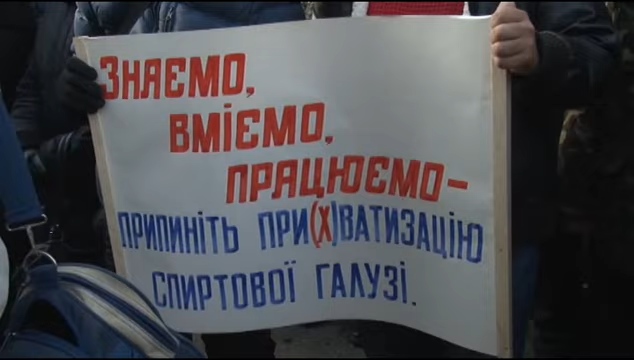 Знаємо,
вміємо,
працюємо-
припиніть при(х)ватизацію
спиртової галузі.